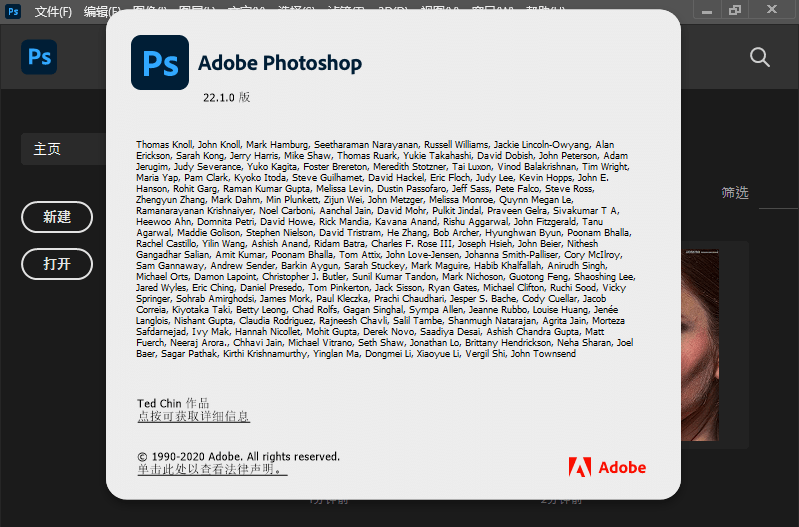 Ps 文件(F) 编辑(E)
Ps
Ps
Adobe Photoshop
22.1.0 版
主页
筛选
新建
打开
Thomas Knoll, John Knoll, Mark Hamburg, Seetharaman Narayanan, Russell Williams, Jackie Lincoln-Owyang, Alan
Erickson, Sarah Kong, Jerry Harris, Mike Shaw, Thomas Ruark, Yukie Takahashi, David Dobish, John Peterson, Adam
Jerugim, Judy Severance, Yuko Kagita, Foster Brereton, Meredith Stotzner, Tai Luxon, Vinod Balakrishnan, Tim Wright,
Maria Yap, Pam Clark, Kyoko Itoda, Steve Guilhamet, David Hackel, Eric Floch, Judy Lee, Kevin Hopps, John E.
Hanson, Rohit Garg, Raman Kumar Gupta, Melissa Levin, Dustin Passofaro, Jeff Sass, Pete Falco, Steve Ross,
Zhengyun Zhang, Mark Dahm, Min Plunkett, Zijun Wei, John Metzger, Melissa Monroe, Quynn Megan Le,
Ramanarayanan Krishnaiyer, Noel Carboni, Aanchal Jain, David Mohr, Pulkit Jindal, Praveen Gelra, Sivakumar T A,
Heewoo Ahn, Domnita Petri, David Howe, Rick Mandia, Kavana Anand, Rishu Aggarwal, John Fitzgerald, Tanu
Agarwal, Maddie Golison, Stephen Nielson, David Tristram, He Zhang, Bob Archer, Hyunghwan Byun, Poonam Bhalla,
Rachel Castillo, Yilin Wang, Ashish Anand, Ridam Batra, Charles F. Rose III, Joseph Hsieh, John Beier, Nithesh
Gangadhar Salian, Amit Kumar, Poonam Bhalla, Tom Attix, John Love-Jensen, Johanna Smith-Palliser, Cory McIlroy,
Sam Gannaway, Andrew Sender, Barkin Aygun, Sarah Stuckey, Mark Maguire, Habib Khalfallah, Anirudh Singh,
Michael Orts, Damon Lapoint, Christopher J. Butler, Sunil Kumar Tandon, Mark Nichoson, Guotong Feng, Shaoshing Lee,
Jared Wyles, Eric Ching, Daniel Presedo, Tom Pinkerton, Jack Sisson, Ryan Gates, Michael Clifton, Ruchi Sood, Vicky
Springer, Sohrab Amirghodsi, James Mork, Paul Kleczka, Prachi Chaudhari, Jesper S. Bache, Cody Cuellar, Jacob
Correia, Kiyotaka Taki, Betty Leong, Chad Rolfs, Gagan Singhal, Sympa Allen, Jeanne Rubbo, Louise Huang, Jenée
Langlois, Nishant Gupta, Claudia Rodriguez, Rajneesh Chavli, Salil Tambe, Shanmugh Natarajan, Agrita Jain, Morteza
Safdarnejad, Ivy Mak, Hannah Nicollet, Mohit Gupta, Derek Novo, Saadiya Desai, Ashish Chandra Gupta, Matt
Fuerch, Neeraj Arora., Chhavi Jain, Michael Vitrano, Seth Shaw, Jonathan Lo, Brittany Hendrickson, Neha Sharan, Joel
Baer, Sagar Pathak, Kirthi Krishnamurthy, Yinglan Ma, Dongmei Li, Xiaoyue Li, Vergil Shi, John Townsend
Ted Chin 作品
点按可获取详细信息
© 1990-2020 Adobe. All rights reserved.
单击此处以查看法律声明。
Adobe